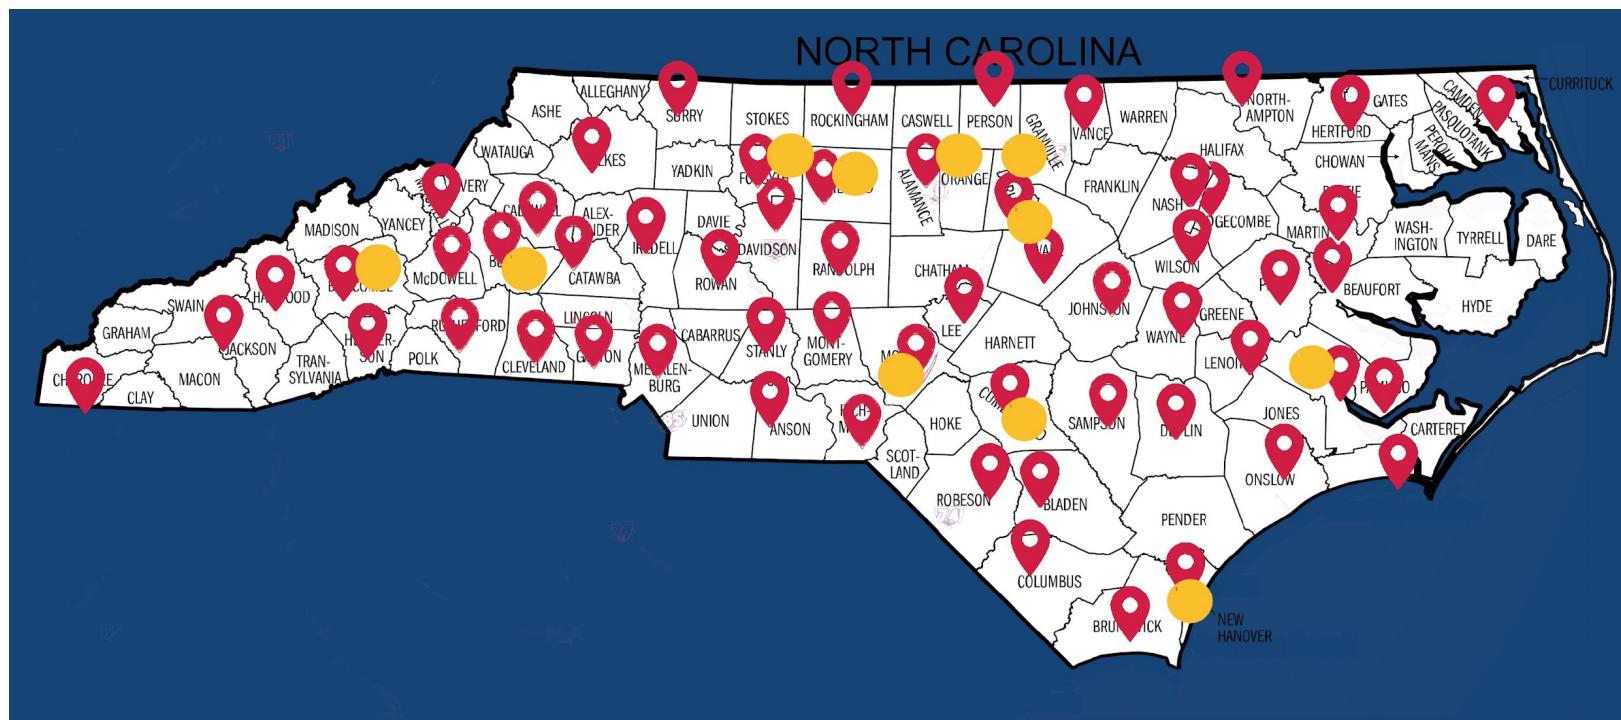 NORTH CAROLINA
CURRITUCK
ALLEGHANY
ASHE
SURRY
STOKES
ROCKINGHAM
CASWELL
PERSON
GRANVILLE
VANCE
WARREN
NORTH-
AMPTON
GATES
HERTFORD
CAMDEN
PASQUOTANK
PERQUI-
MANS
CHOWAN
WATAUGA
YADKIN
ALAMANCE
ORANGE
FRANKLIN
HALIFAX
NASH
MADISON
YANCEY
ALEX-
DAVIE
DAVIDSON
MARTIN
WASH-
INGTON
TYRRELL
DARE
McDOWELL
CATAWBA
ROWAN
CHATHAM
WILSON
BEAUFORT
HYDE
SWAIN
GRAHAM
JACKSON
LINCOLN
CABARRUS
STANLY
MONT-
GOMERY
LEE
HARNETT
JOHNSTON
WAYNE
GREENE
CLAY
MACON
TRAN-
SYLVANIA
POLK
CLEVELAND
BURG
UNION
ANSON
HOKE
SCOT-
LAND
SAMPSON
JONES
CARTERET
ONSLOW
ROBESON
BLADEN
74
77
PENDER
COLUMBUS
NEW
HANOVER